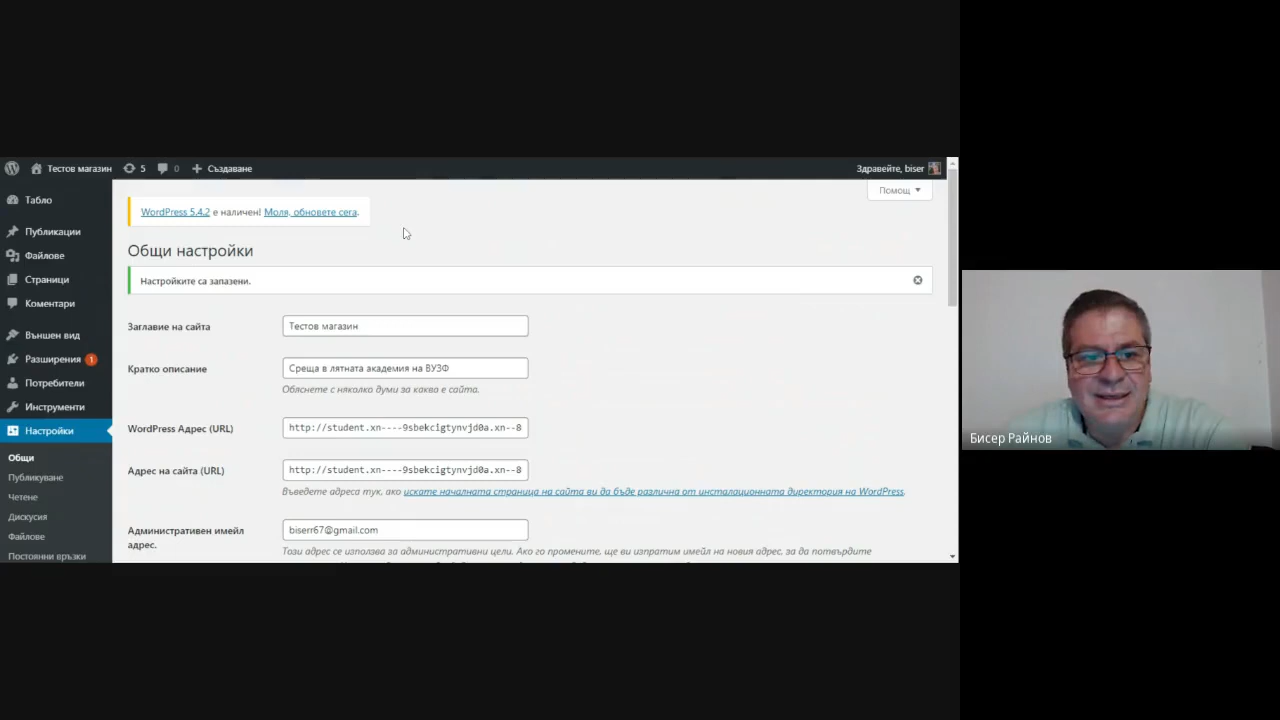 Тестов магазин 5 0 Създаване Здравейте, biser
Помощ
Табло
Публикации
Файлове
Страници
Коментари
Външен вид
Разширения 1
Потребители
Инструменти
Настройки
Общи
Публикуване
Четене
Дискусия
Файлове
Постоянни връзки
WordPress 5.4.2 е наличен! Моля, обновете сега.
Общи настройки
Настройките са запазени.
Заглавие на сайта Тестов магазин
Кратко описание Среща в лятната академия на ВУЗФ
Обяснете с няколко думи за какво е сайта.
WordPress Адрес (URL) http://student.xn----9sbekcigtynvjd0a.xn--8
Адрес на сайта (URL) http://student.xn----9sbekcigtynvjd0a.xn--8
Въведете адреса тук, ако искате началната страница на сайта ви да бъде различна от инсталационната директория на WordPress.
Административен имейл
адрес.
biserr67@gmail.com
Този адрес се използва за административни цели. Ако го промените, ще ви изпратим имейл на новия адрес, за да потвърдите
Бисер Райнов